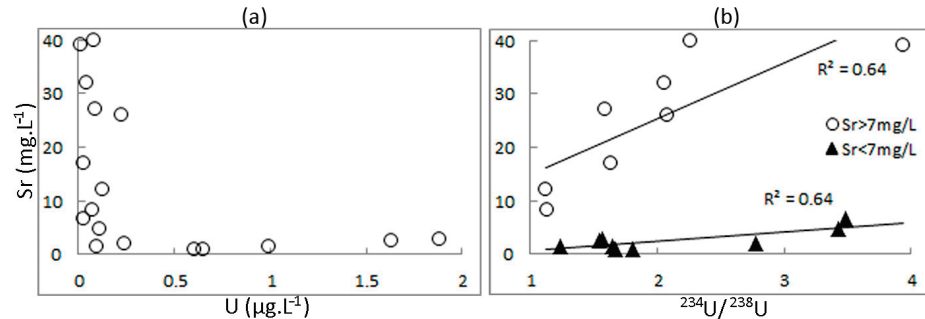 (a)
(b)
Sr (mg.L⁻¹)
40
30
20
10
0
0
0.5
1
1.5
2
U (µg.L⁻¹)
40
30
20
10
0
R² = 0.64
Sr>7mg/L
Sr<7mg/L
R² = 0.64
1
2
3
4
²³⁴U/²³⁸U